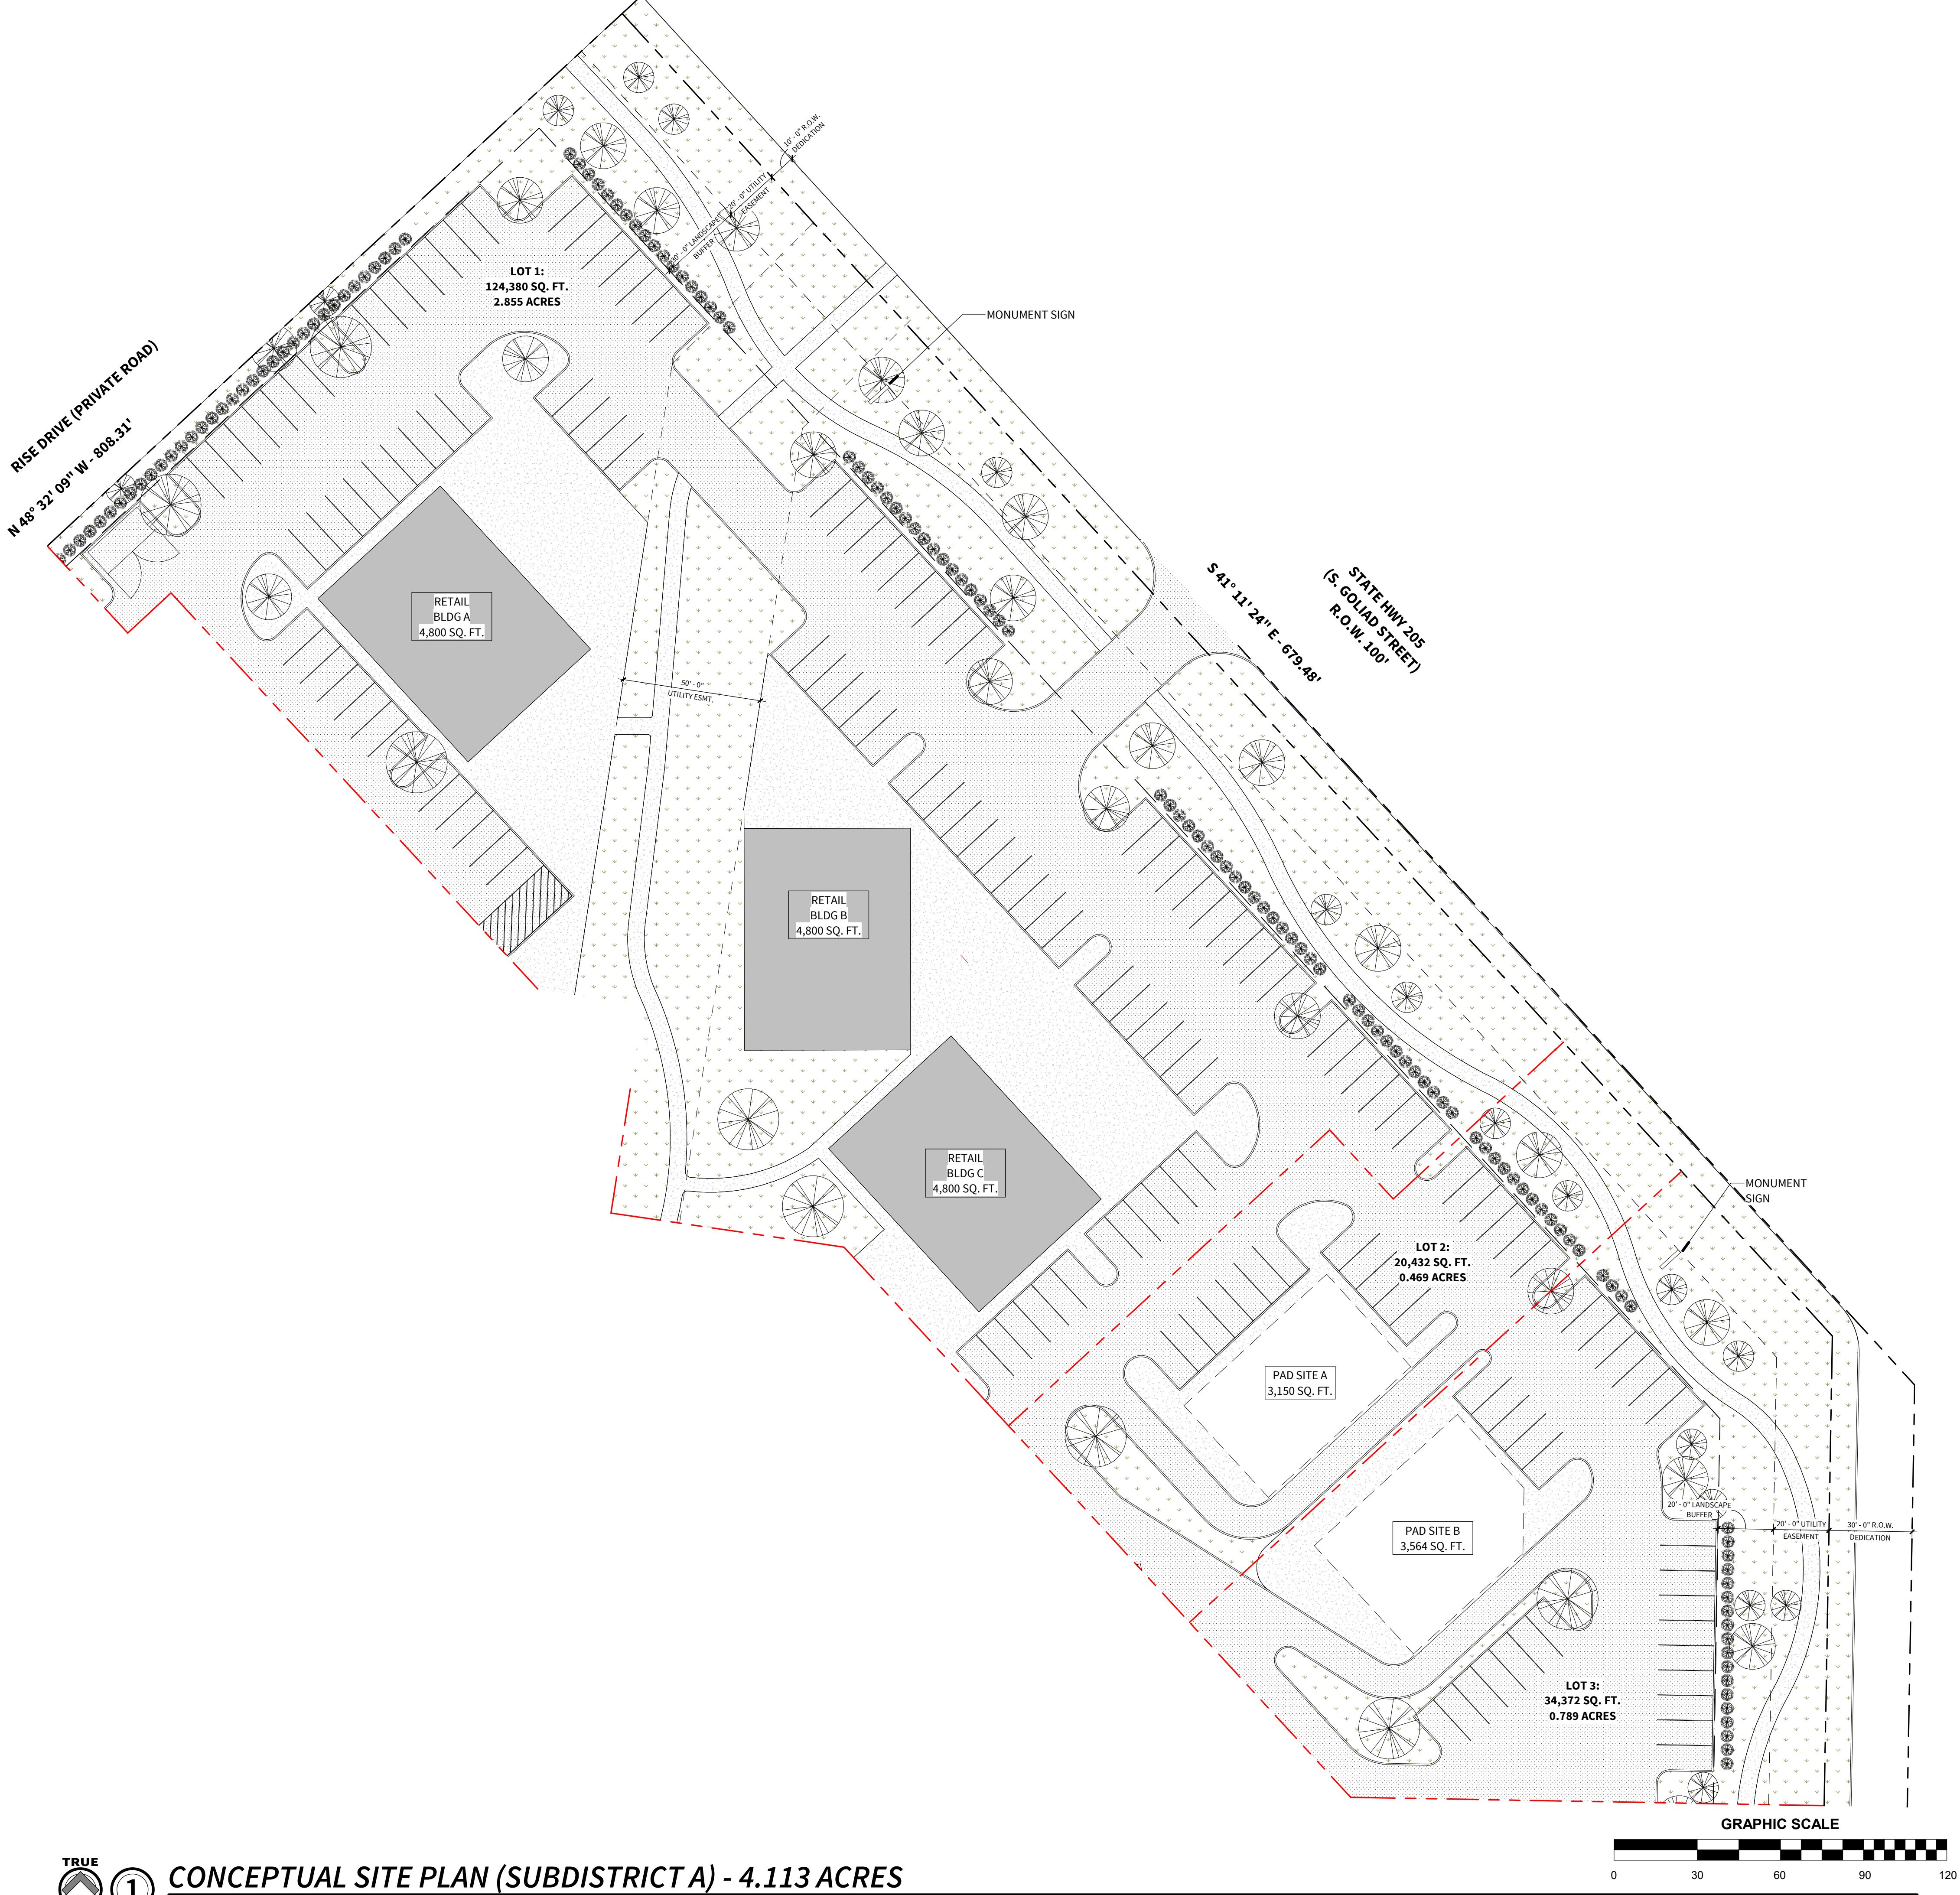 10' - 0" R.O.W.
DEDICATION
20' - 0" UTILITY
EASEMENT
30' - 0" LANDSCAPE
BUFFER
LOT 1:
124,380 SQ. FT.
2.855 ACRES
MONUMENT SIGN
RISE DRIVE (PRIVATE ROAD)
N 48° 32' 09" W - 808.31'
RETAIL
BLDG A
4,800 SQ. FT.
STATE HWY 205
(S. GOLIAD STREET)
R.O.W. 100'
S 41° 11' 24" E - 679.48'
50' - 0"
UTILITY ESMT.
RETAIL
BLDG B
4,800 SQ. FT.
RETAIL
BLDG C
4,800 SQ. FT.
MONUMENT
SIGN
LOT 2:
20,432 SQ. FT.
0.469 ACRES
PAD SITE A
3,150 SQ. FT.
20' - 0" LANDSCAPE
BUFFER
20' - 0" UTILITY
EASEMENT
30' - 0" R.O.W.
DEDICATION
PAD SITE B
3,564 SQ. FT.
LOT 3:
34,372 SQ. FT.
0.789 ACRES
GRAPHIC SCALE
0 30 60 90 120
TRUE
1
CONCEPTUAL SITE PLAN (SUBDISTRICT A) - 4.113 ACRES